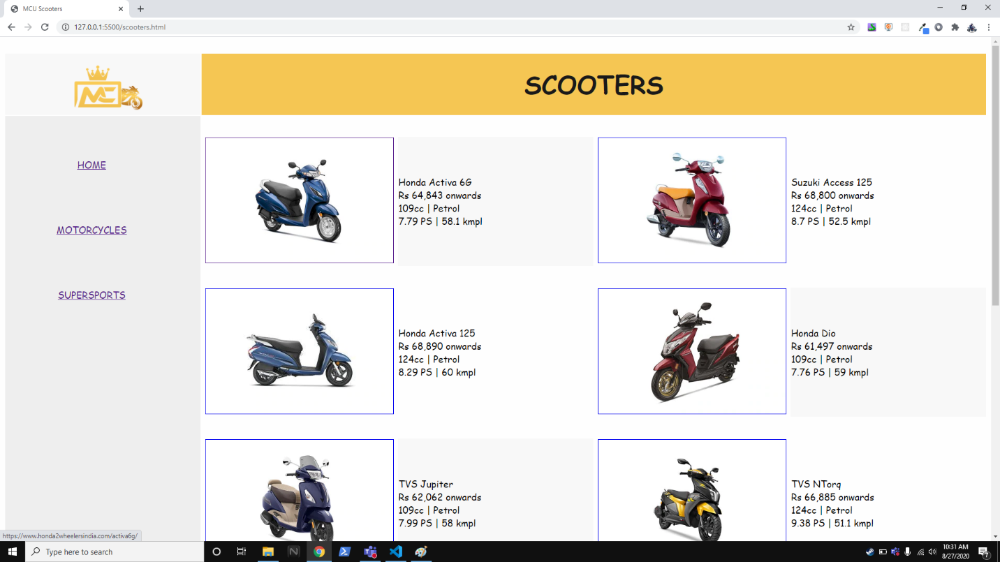 MCU Scooters
127.0.0.1:5500/scooters.html
MC
SCOOTERS
HOME
MOTORCYCLES
SUPERSPORTS
Honda Activa 6G
Rs 64,843 onwards
109cc | Petrol
7.79 PS | 58.1 kmpl
Suzuki Access 125
Rs 68,800 onwards
124cc | Petrol
8.7 PS | 52.5 kmpl
Honda Activa 125
Rs 68,890 onwards
124cc | Petrol
8.29 PS | 60 kmpl
Honda Dio
Rs 61,497 onwards
109cc | Petrol
7.76 PS | 59 kmpl
TVS Jupiter
Rs 62,062 onwards
109cc | Petrol
7.99 PS | 58 kmpl
TVS NTorq
Rs 66,885 onwards
124cc | Petrol
9.38 PS | 51.1 kmpl
https://www.honda2wheelersindia.com/activa6g/
Type here to search
10:31 AM
8/27/2020
7